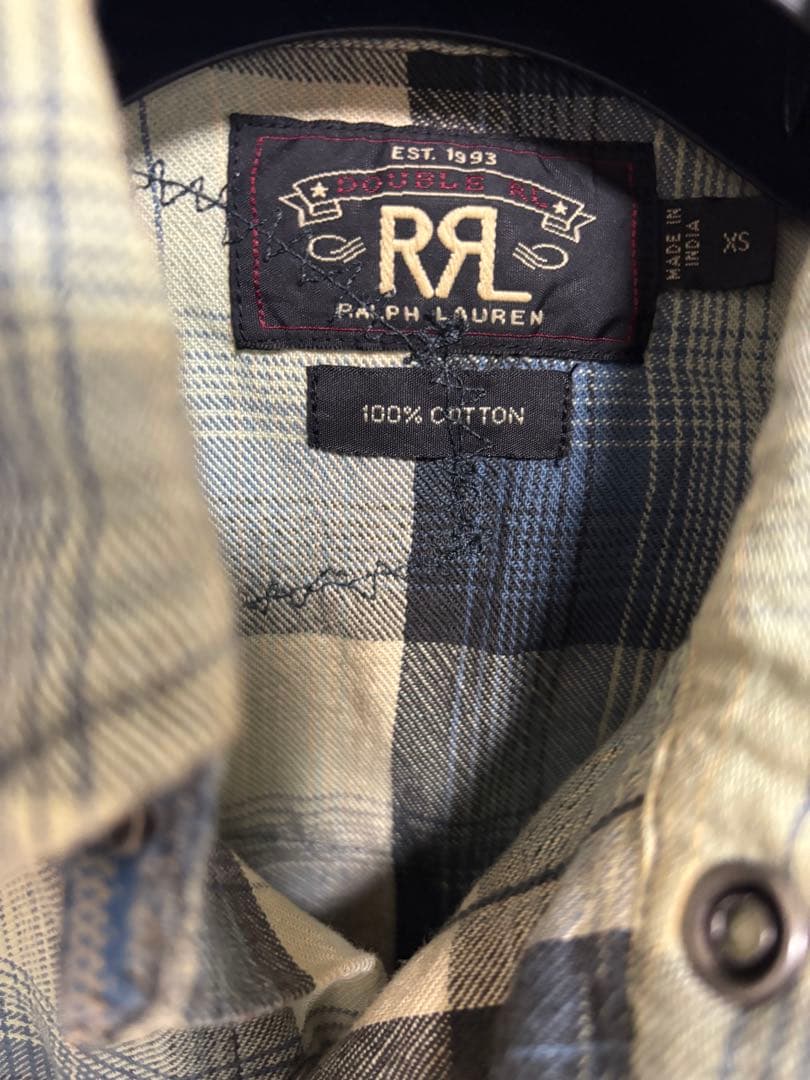 EST. 1993
DOUBLE RL
RRL
RALPH LAUREN
MADE IN
INDIA
XS
100% COTTON